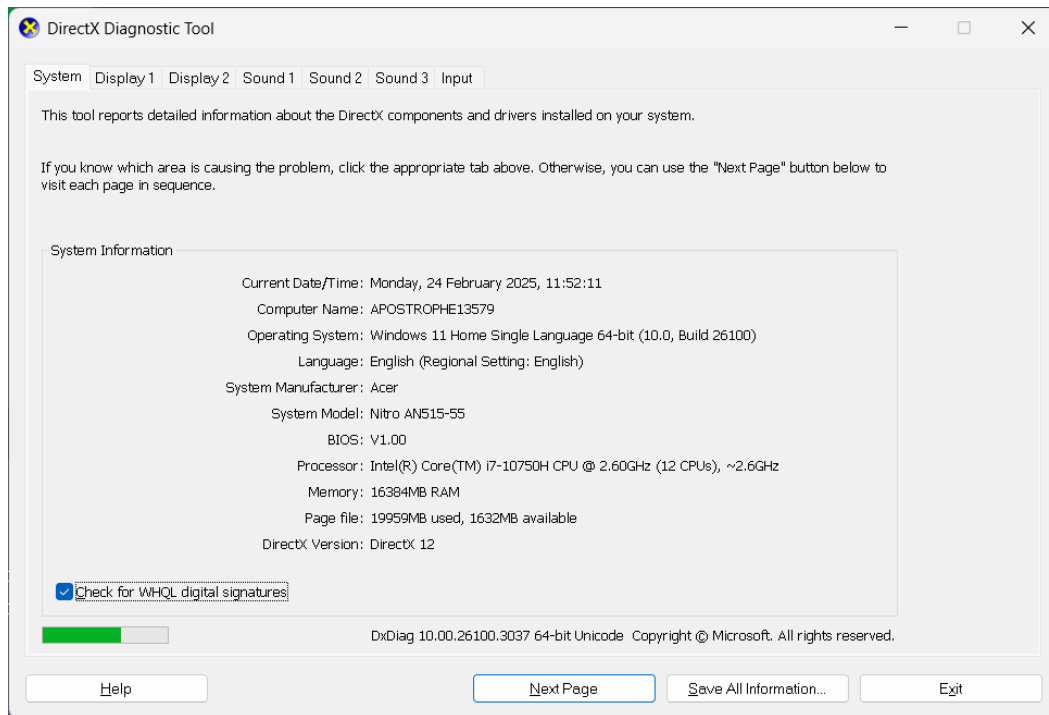 DirectX Diagnostic Tool
System Display 1 Display 2 Sound 1 Sound 2 Sound 3 Input
This tool reports detailed information about the DirectX components and drivers installed on your system.
If you know which area is causing the problem, click the appropriate tab above. Otherwise, you can use the "Next Page" button below to
visit each page in sequence.
System Information
Current Date/Time: Monday, 24 February 2025, 11:52:11
Computer Name: APOSTROPHE13579
Operating System: Windows 11 Home Single Language 64-bit (10.0, Build 26100)
Language: English (Regional Setting: English)
System Manufacturer: Acer
System Model: Nitro AN515-55
BIOS: V1.00
Processor: Intel(R) Core(TM) i7-10750H CPU @ 2.60GHz (12 CPUs), ~2.6GHz
Memory: 16384MB RAM
Page file: 19959MB used, 1632MB available
DirectX Version: DirectX 12
Check for WHQL digital signatures
DxDiag 10.00.26100.3037 64-bit Unicode Copyright © Microsoft. All rights reserved.
Help Next Page Save All Information... Exit